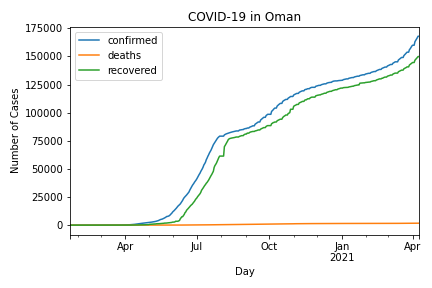 COVID-19 in Oman
confirmed
deaths
recovered
Number of Cases
175000
150000
125000
100000
75000
50000
25000
0
Apr
Jul
Oct
Jan
2021
Apr
Day